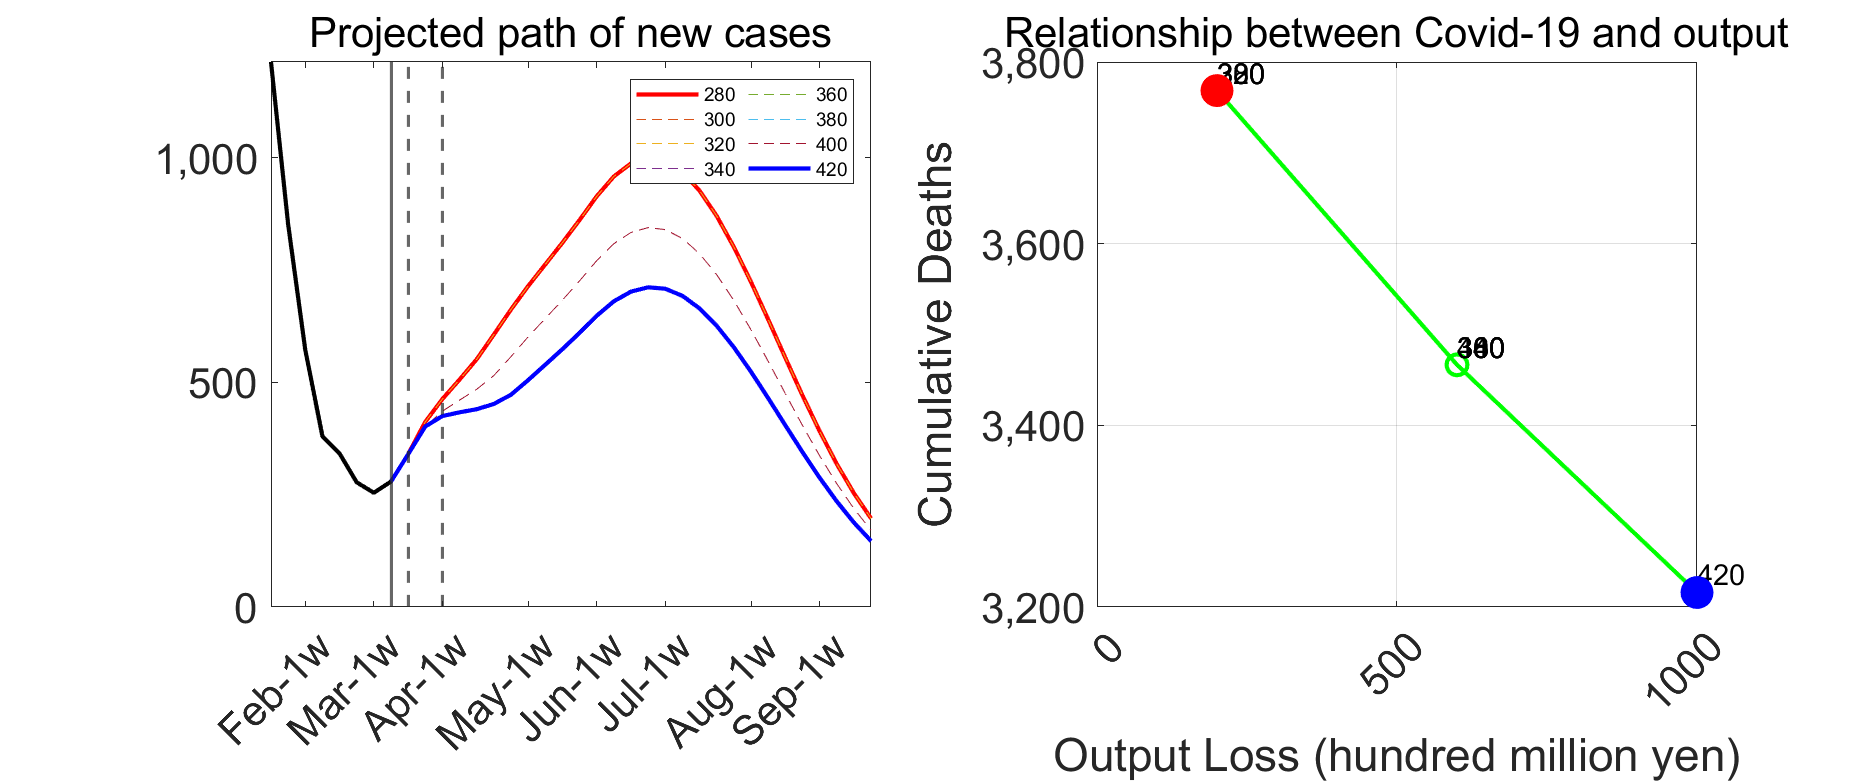 Projected path of new cases
1,000
500
0
280
300
320
340
360
380
400
420
Feb-1w
Mar-1w
Apr-1w
May-1w
Jun-1w
Jul-1w
Aug-1w
Sep-1w
Relationship between Covid-19 and output
Cumulative Deaths
3,800
3,600
3,400
3,200
420
0
500
1000
Output Loss (hundred million yen)